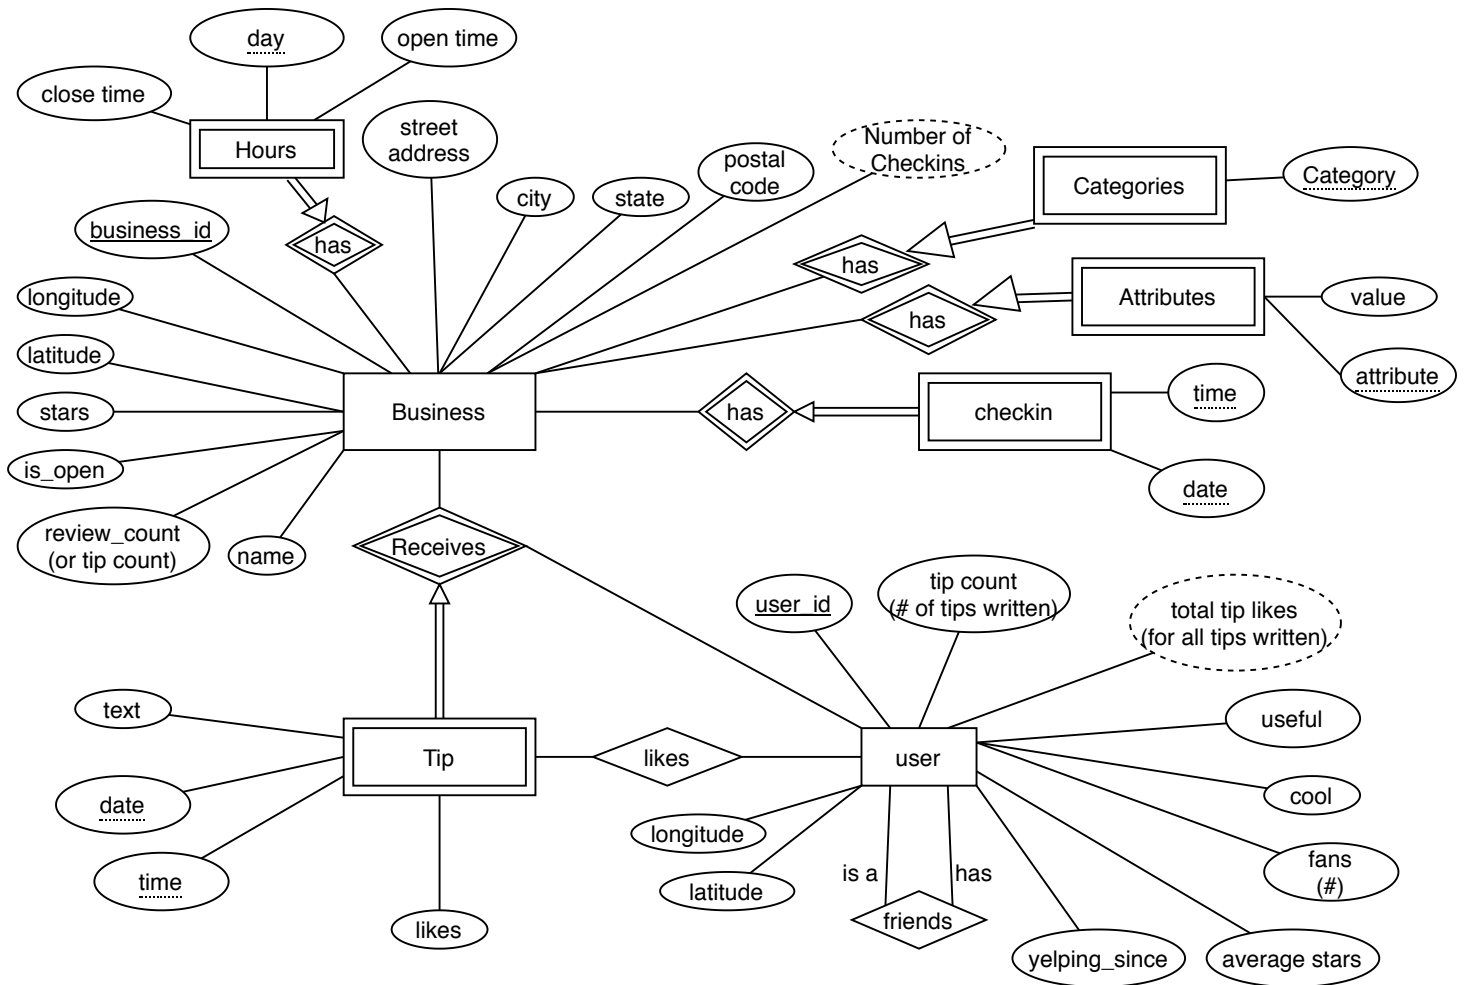 day
open time
close time
Hours
street
address
Number of
Checkins
postal
code
Categories
Category
city
state
business_id
has
has
longitude
Attributes
value
has
latitude
attribute
stars
Business
has
checkin
time
is_open
date
review_count
(or tip count)
name
Receives
user_id
tip count
(# of tips written)
total tip likes
(for all tips written)
text
useful
Tip
likes
user
date
cool
longitude
time
latitude
is a
has
fans
(#)
likes
friends
yelping_since
average stars